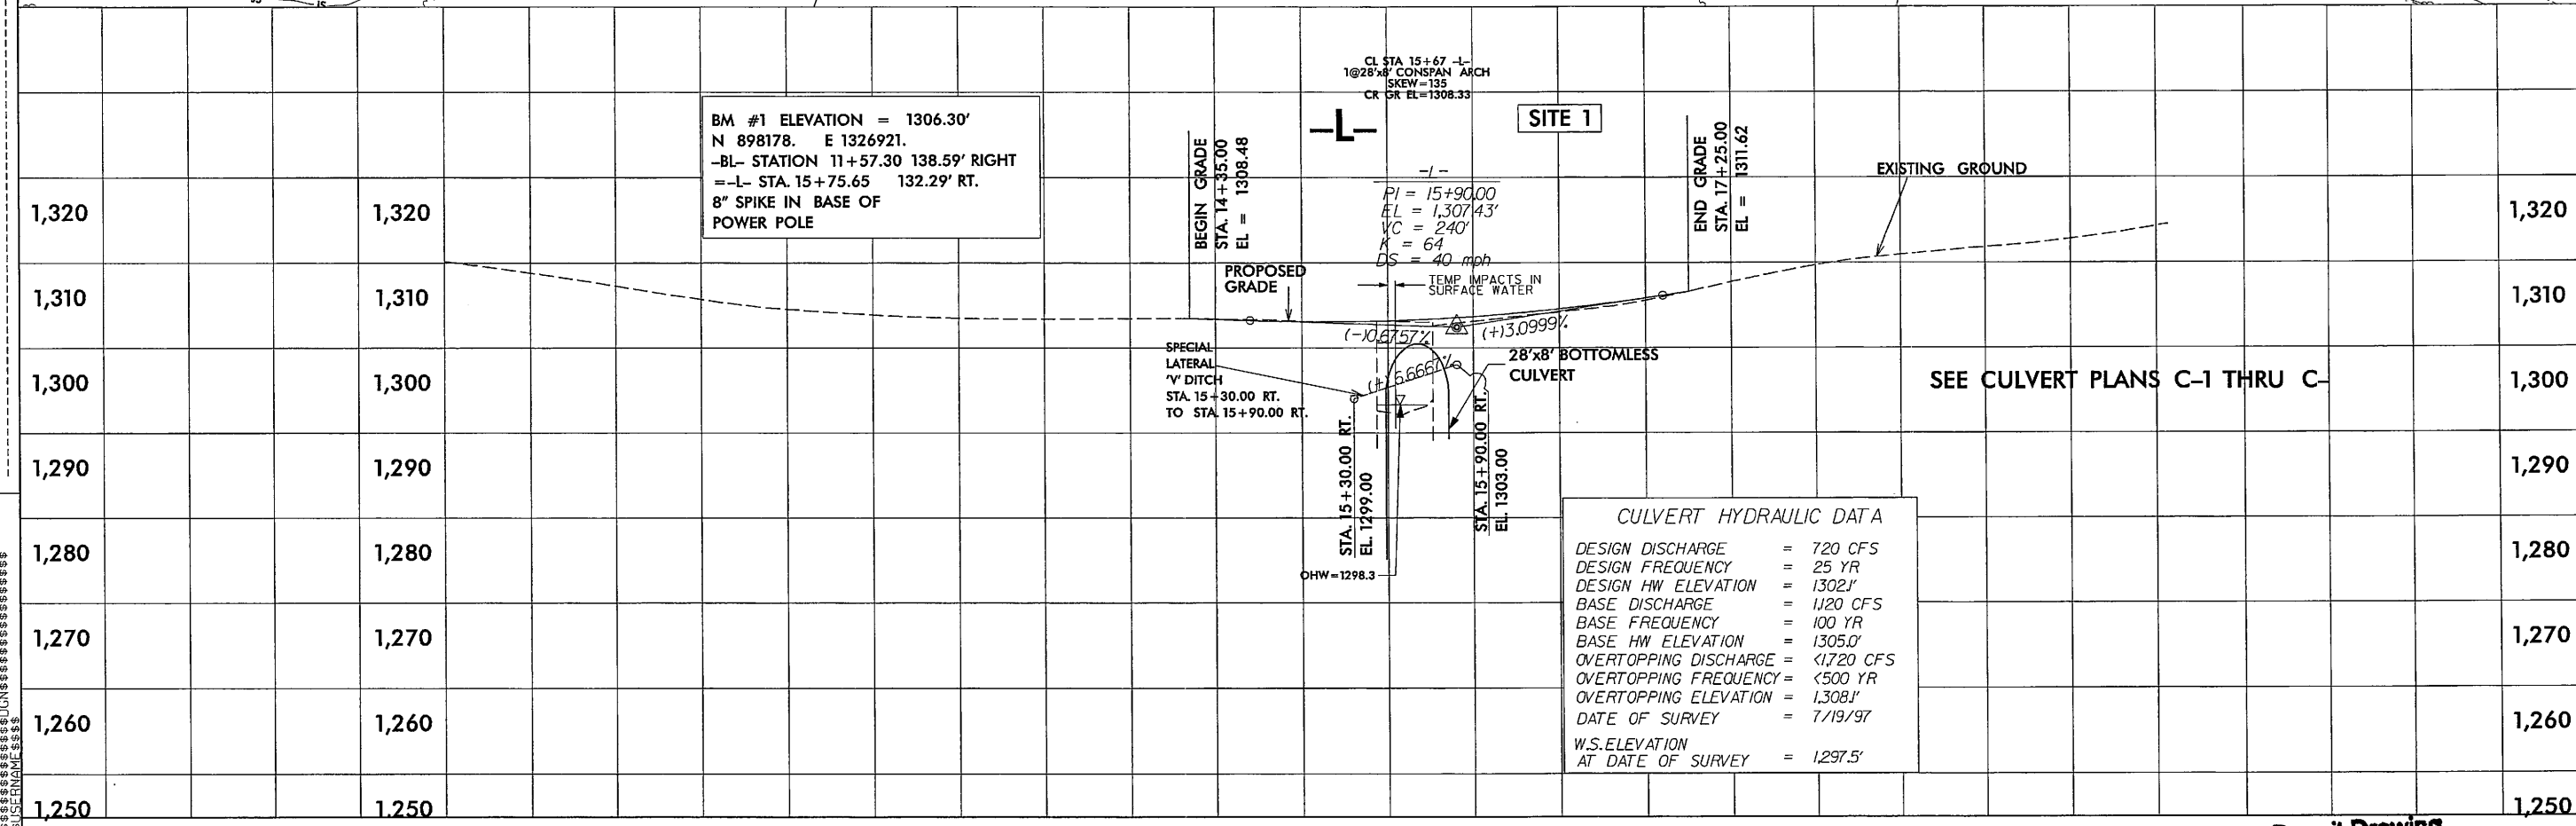 CL STA 15+67 -L-
1@28'x8' CONSPAN ARCH
SKEW=135
CR GR EL=1308.33
-L-
SITE 1
BM #1 ELEVATION = 1306.30'
N 898178. E 1326921.
-BL- STATION 11+57.30 138.59' RIGHT
=-L- STA. 15+75.65 132.29' RT.
8" SPIKE IN BASE OF
POWER POLE
BEGIN GRADE
STA. 14+35.00
EL = 1308.48
-L-
PI = 15+90.00
EL = 1,307.43'
VC = 240'
K = 64
DS = 40 mph
END GRADE
STA. 17+25.00
EL = 1311.62
EXISTING GROUND
PROPOSED
GRADE
TEMP IMPACTS IN
SURFACE WATER
(-)0.6757%
(+)3.0999%
SPECIAL
LATERAL
'V' DITCH
STA. 15+30.00 RT.
TO STA. 15+90.00 RT.
(+)6.6667%
28'x8' BOTTOMLESS
CULVERT
SEE CULVERT PLANS C-1 THRU C-
STA. 15+30.00 RT.
EL. 1299.00
STA. 15+90.00 RT.
EL. 1303.00
OHW=1298.3
CULVERT HYDRAULIC DATA
DESIGN DISCHARGE = 720 CFS
DESIGN FREQUENCY = 25 YR
DESIGN HW ELEVATION = 1302.1'
BASE DISCHARGE = 1,120 CFS
BASE FREQUENCY = 100 YR
BASE HW ELEVATION = 1305.0'
OVERTOPPING DISCHARGE = <1,720 CFS
OVERTOPPING FREQUENCY = <500 YR
OVERTOPPING ELEVATION = 1,308.1'
DATE OF SURVEY = 7/19/97
W.S.ELEVATION
AT DATE OF SURVEY = 1,297.5'
1,320 1,320 1,320
1,310 1,310 1,310
1,300 1,300 1,300
1,290 1,290 1,290
1,280 1,280 1,280
1,270 1,270 1,270
1,260 1,260 1,260
1,250 1,250 1,250
Drawing